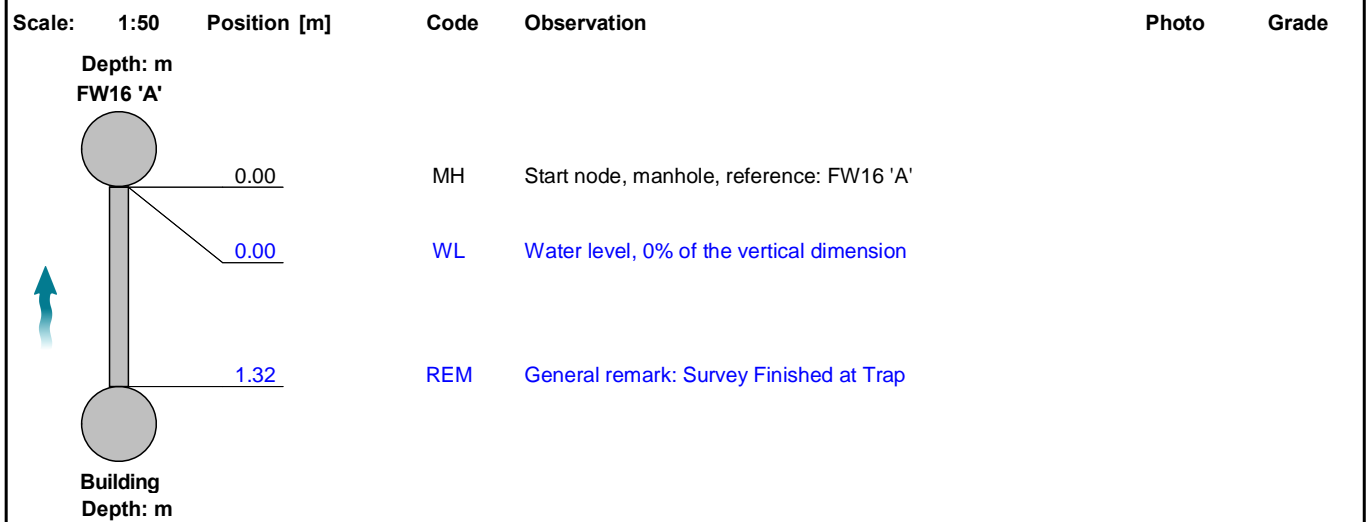 Scale: 1:50 Position [m] Code Observation Photo Grade
Depth: m
FW16 'A'
0.00 MH Start node, manhole, reference: FW16 'A'
0.00 WL Water level, 0% of the vertical dimension
1.32 REM General remark: Survey Finished at Trap
Building
Depth: m